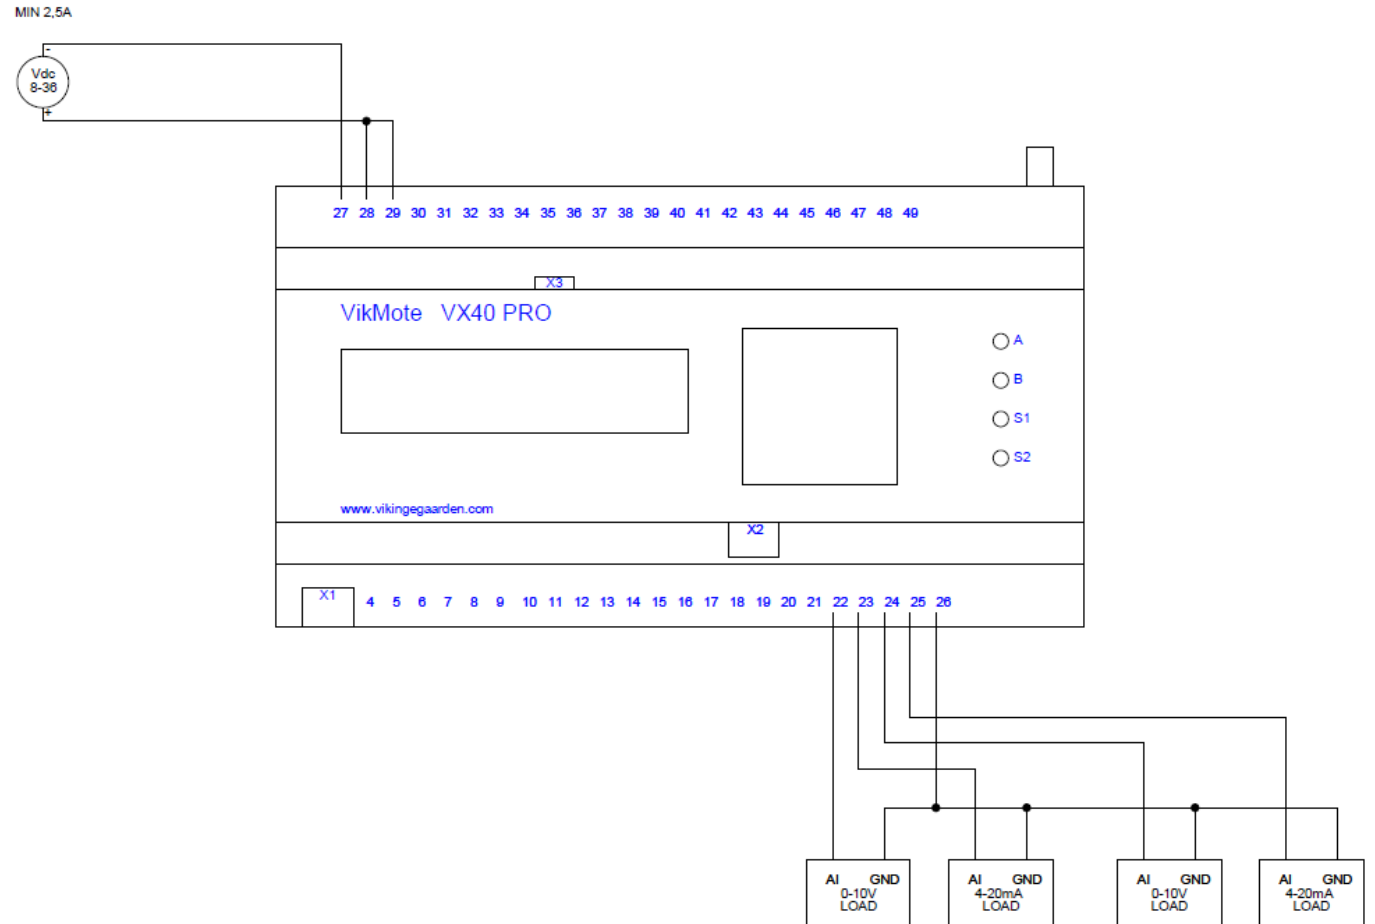 MIN 2,5A
-
Vdc
8-36
+
27 28 29 30 31 32 33 34 35 36 37 38 39 40 41 42 43 44 45 46 47 48 49
X3
VikMote VX40 PRO
A
B
S1
S2
www.vikingegaarden.com
X2
X1 4 5 6 7 8 9 10 11 12 13 14 15 16 17 18 19 20 21 22 23 24 25 26
AI GND
0-10V
LOAD
AI GND
4-20mA
LOAD
AI GND
0-10V
LOAD
AI GND
4-20mA
LOAD